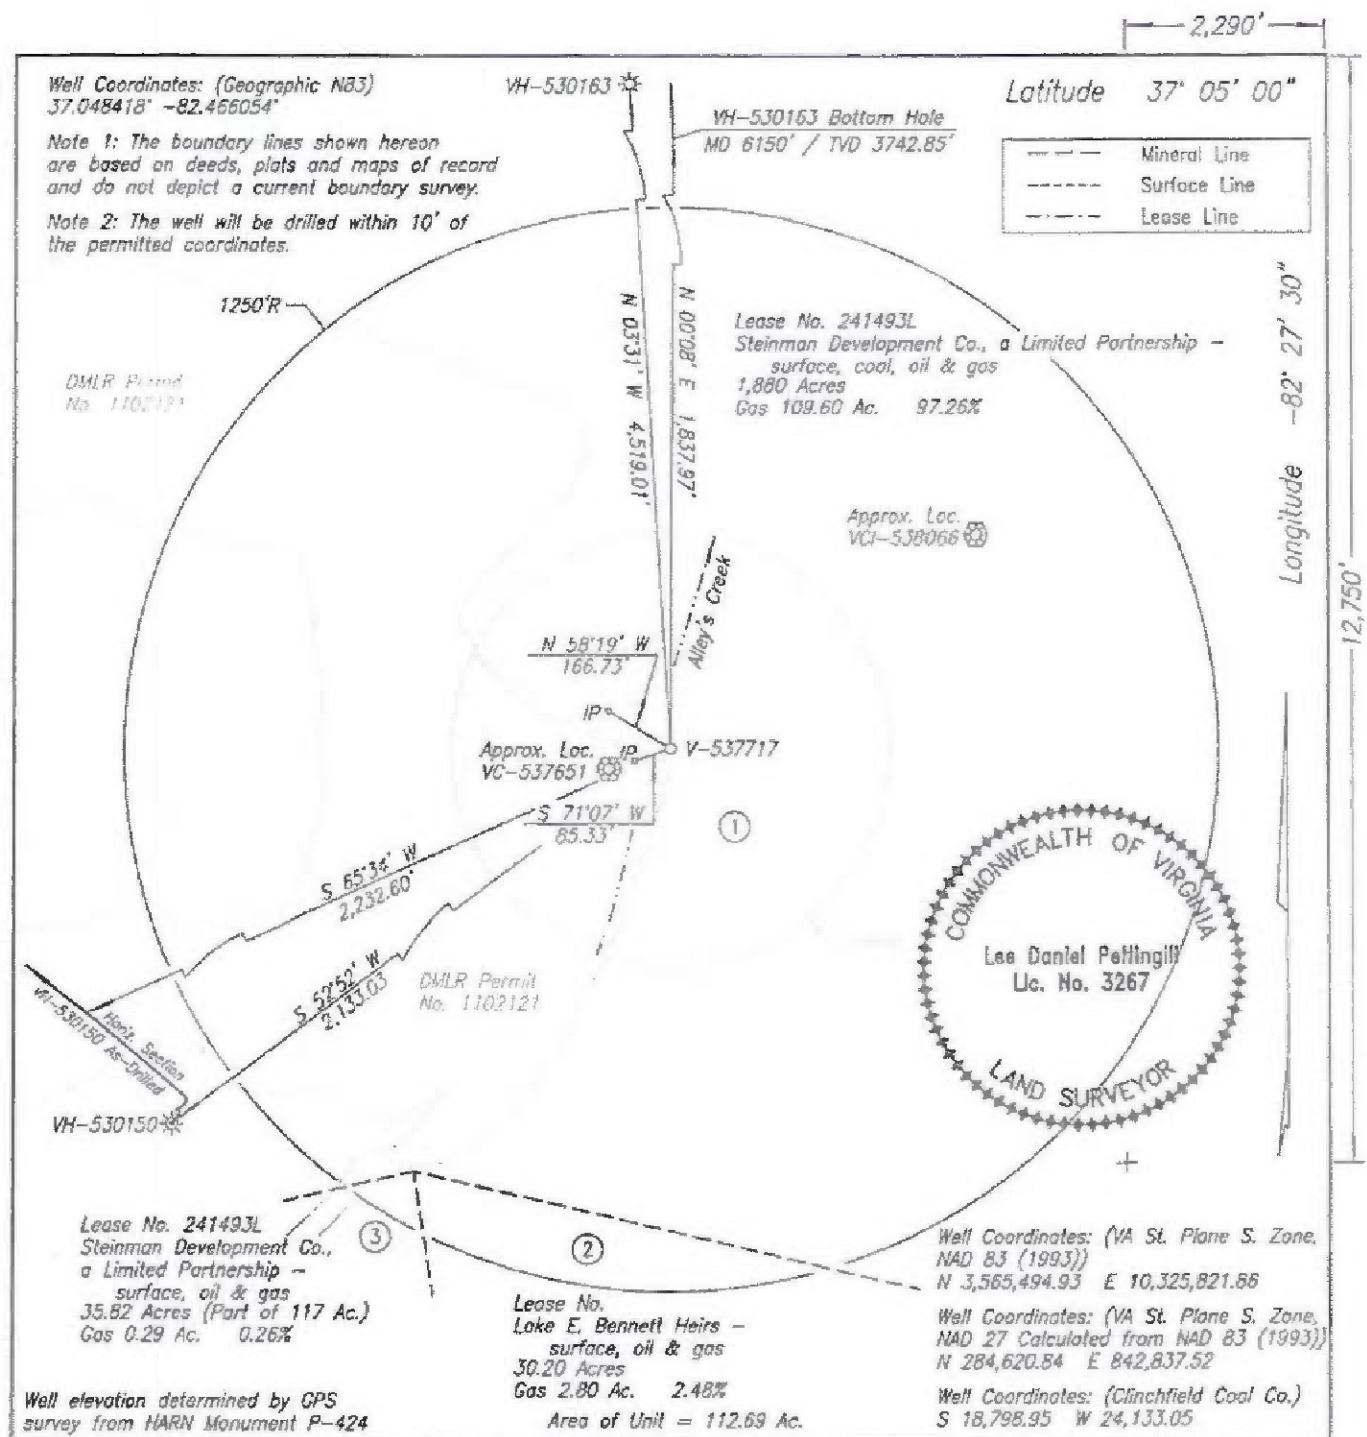 2,290'
Well Coordinates: (Geographic N83)
37.048418° -82.466054°
Note 1: The boundary lines shown hereon
are based on deeds, plats and maps of record
and do not depict a current boundary survey.
Note 2: The well will be drilled within 10' of
the permitted coordinates.
VH-530163
VH-530163 Bottom Hole
MD 6150' / TVD 3742.85'
Latitude 37° 05' 00"
Mineral Line
Surface Line
Lease Line
1250'R
DMLR Permit
No. 1102121
N 03°31' W 4,519.01'
N 00°08' E 1,837.97'
Lease No. 241493L
Steinman Development Co., a Limited Partnership -
surface, coal, oil & gas
1,880 Acres
Gas 109.60 Ac. 97.26%
Longitude -82° 27' 30"
12,750'
Approx. Loc.
VCI-538066
Alley's Creek
N 58°19' W
166.73'
IP
V-537717
Approx. Loc.
VC-537651
IP
S 71°07' W
85.33'
1
S 65°34' W
2,232.60'
S 52°52' W
2,133.03
DMLR Permit
No. 1102121
COMMONWEALTH OF VIRGINIA
Lee Daniel Pettingill
Lic. No. 3267
LAND SURVEYOR
Horiz. Section
VH-530150 As-Drilled
VH-530150
3
2
Lease No. 241493L
Steinman Development Co.,
a Limited Partnership -
surface, oil & gas
35.82 Acres (Part of 117 Ac.)
Gas 0.29 Ac. 0.26%
Lease No.
Lake E. Bennett Heirs -
surface, oil & gas
30.20 Acres
Gas 2.80 Ac. 2.48%
Area of Unit = 112.69 Ac.
Well Coordinates: (VA St. Plane S. Zone,
NAD 83 (1993))
N 3,565,494.93 E 10,325,821.86
Well Coordinates: (VA St. Plane S. Zone,
NAD 27 Calculated from NAD 83 (1993))
N 284,620.84 E 842,837.52
Well Coordinates: (Clinchfield Coal Co.)
S 18,798.95 W 24,133.05
Well elevation determined by GPS
survey from HARN Monument P-424